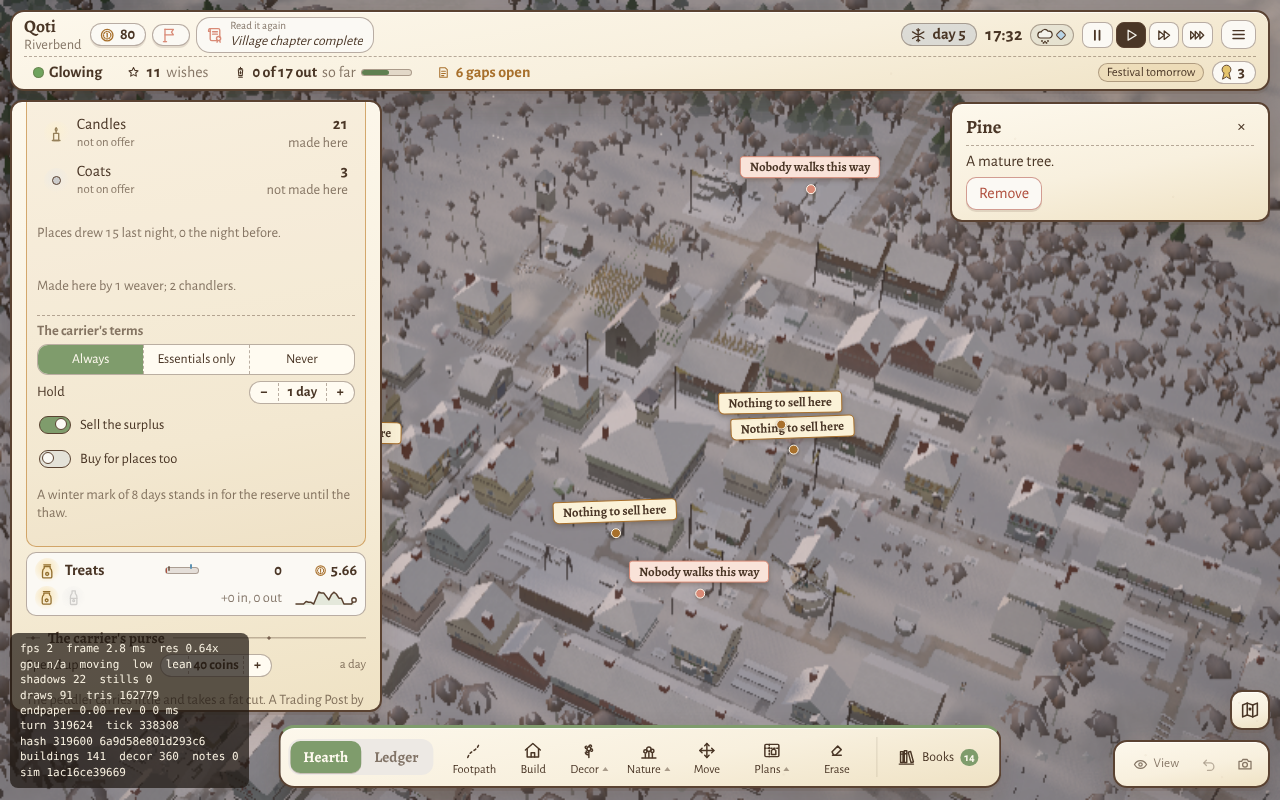 Qoti
Riverbend
80
Read it again
Village chapter complete
day 5
17:32
Glowing
11 wishes
0 of 17 out so far
6 gaps open
Festival tomorrow
3
Candles
21
not on offer
made here
Coats
3
not on offer
not made here
Places drew 15 last night, 0 the night before.
Made here by 1 weaver; 2 chandlers.
The carrier's terms
Always
Essentials only
Never
Hold
− 1 day +
Sell the surplus
Buy for places too
A winter mark of 8 days stands in for the reserve until the
thaw.
Treats
0
5.66
+0 in, 0 out
The carrier's purse
40 coins +
a day
little and takes a fat cut. A Trading Post by
fps 2 frame 2.8 ms res 0.64x
gpu n/a moving low lean
shadows 22 stills 0
draws 91 tris 162779
endpaper 0.00 rev 0 0 ms
turn 319624 tick 338308
hash 319600 6a9d58e801d293c6
buildings 141 decor 360 notes 0
sim 1ac16ce39669
Nobody walks this way
Nothing to sell here
Nothing to sell here
re
Nothing to sell here
Nobody walks this way
Pine
×
A mature tree.
Remove
Hearth
Ledger
Footpath
Build
Decor
Nature
Move
Plans
Erase
Books 14
View